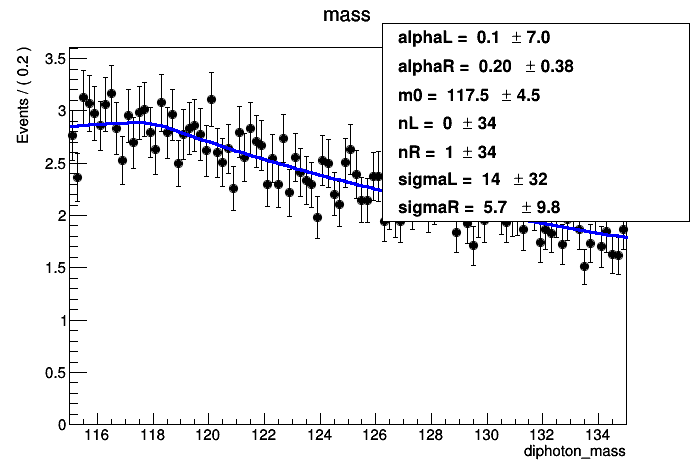 mass
alphaL = 0.1 ± 7.0
alphaR = 0.20 ± 0.38
m0 = 117.5 ± 4.5
nL = 0 ± 34
nR = 1 ± 34
sigmaL = 14 ± 32
sigmaR = 5.7 ± 9.8
Events / ( 0.2 )
3.5
3
2.5
2
1.5
1
0.5
0
116 118 120 122 124 126 128 130 132 134
diphoton_mass